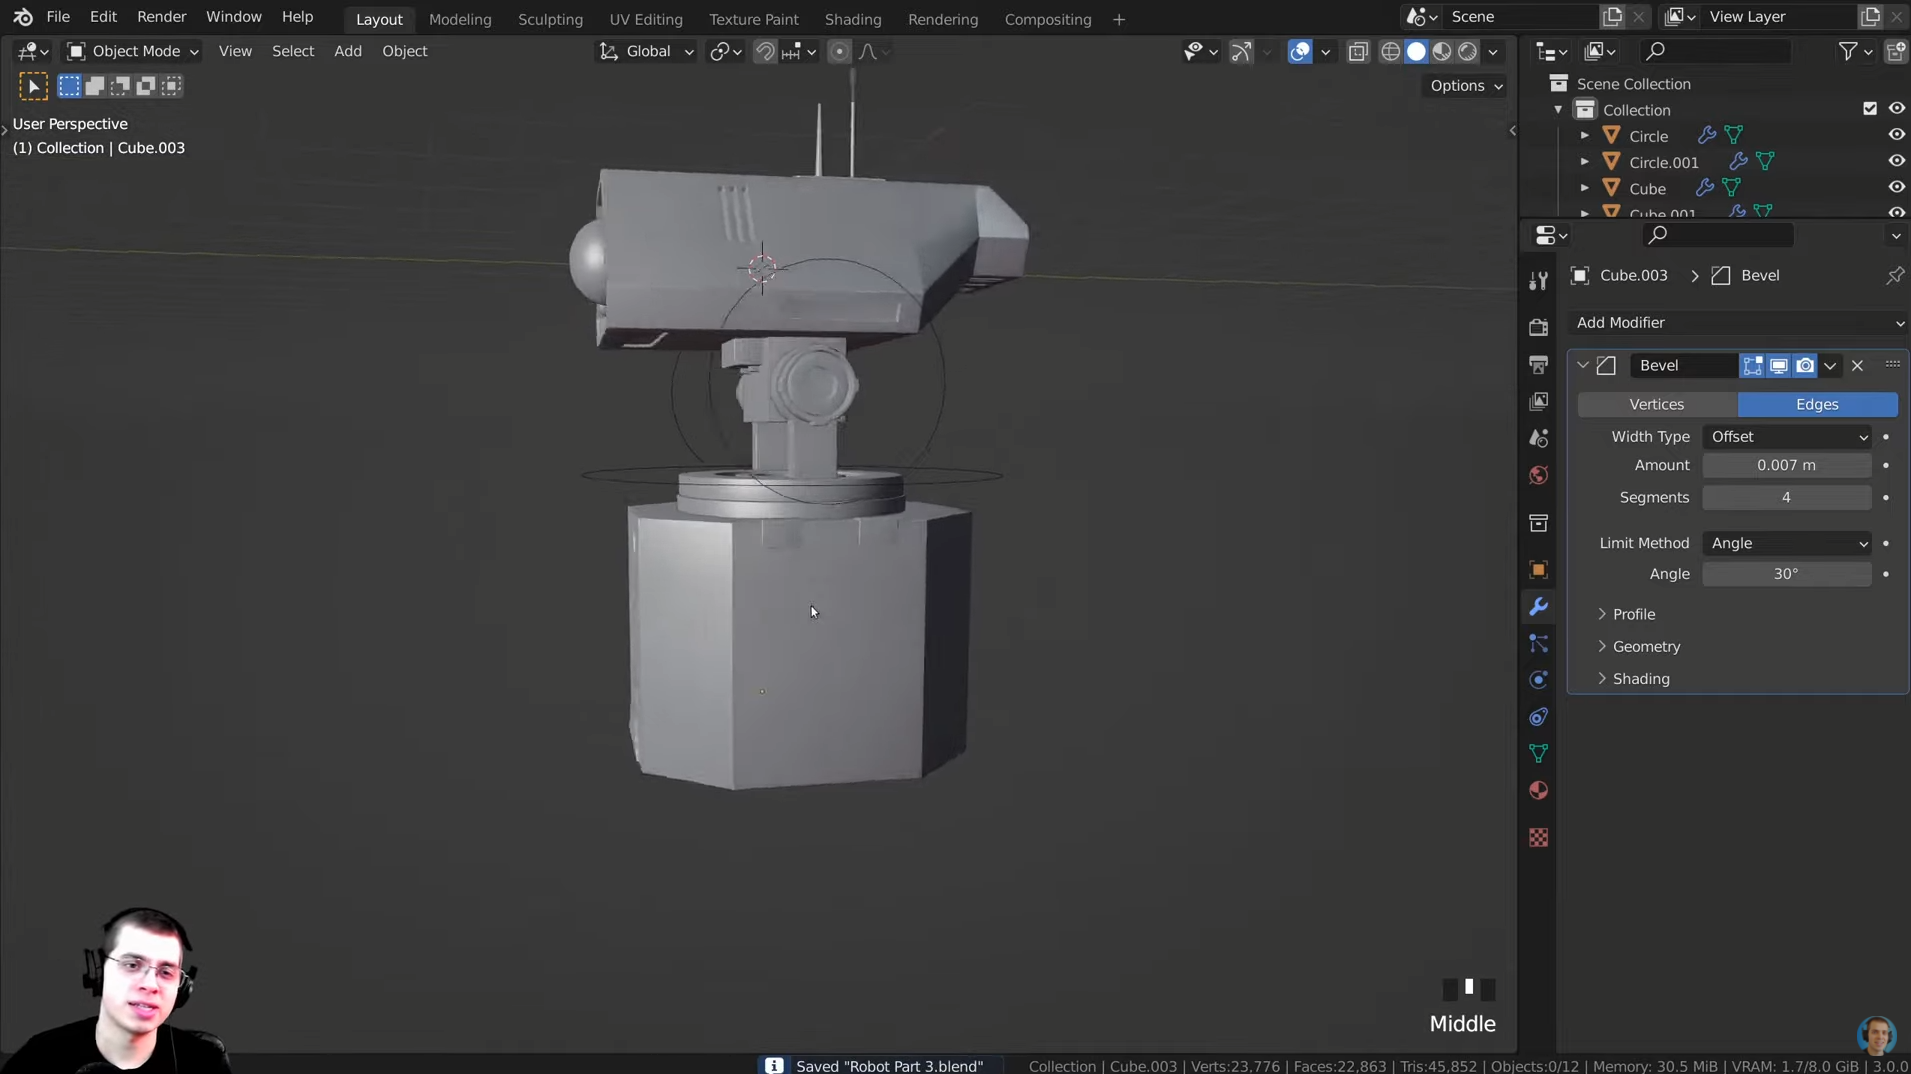 File Edit Render Window Help Layout Modeling Sculpting UV Editing Texture Paint Shading Rendering Compositing + Scene View Layer
Object Mode View Select Add Object Global
Options
User Perspective
(1) Collection | Cube.003
Scene Collection
Collection
Circle
Circle.001
Cube
Cube.001
Cube.003 > Bevel
Add Modifier
Bevel
Vertices Edges
Width Type Offset
Amount 0.007 m
Segments 4
Limit Method Angle
Angle 30°
Profile
Geometry
Shading
Middle
Saved "Robot Part 3.blend" Collection | Cube.003 | Verts:23,776 | Faces:22,863 | Tris:45,852 | Objects:0/12 | Memory: 30.5 MiB | VRAM: 1.7/8.0 GiB | 3.0.0